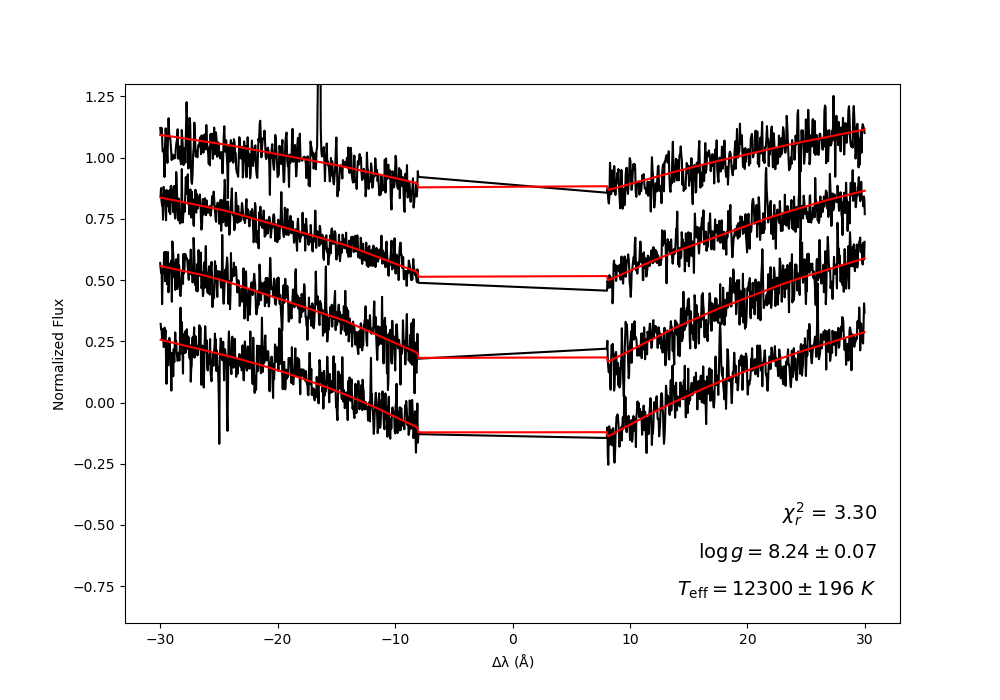 1.25
1.00
0.75
0.50
0.25
0.00
−0.25
−0.50
−0.75
Normalized Flux
χ²ᵣ = 3.30
log g = 8.24 ± 0.07
T_eff = 12300 ± 196 K
−30 −20 −10 0 10 20 30
Δλ (Å)